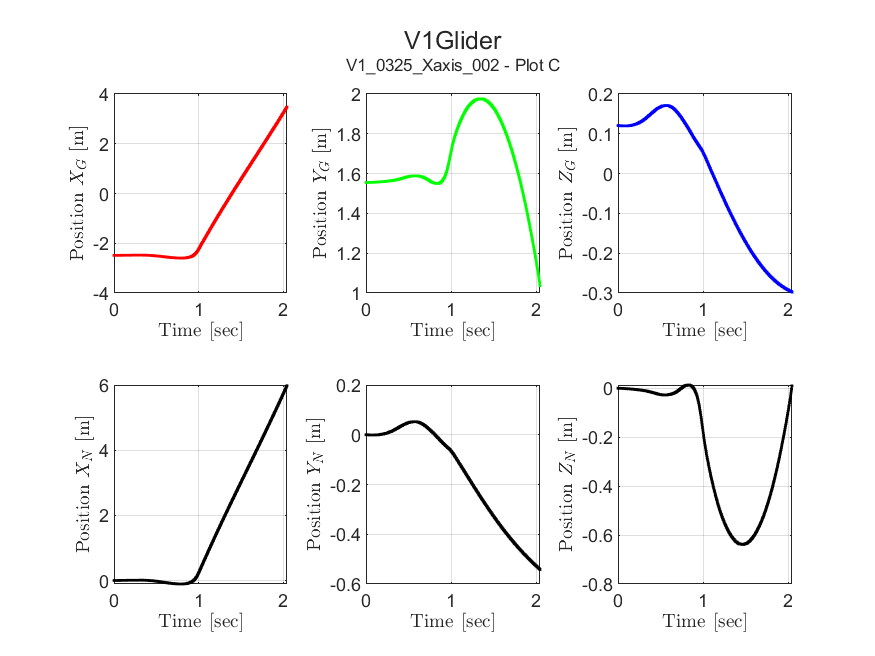 V1Glider
V1_0325_Xaxis_002 - Plot C
Position X_G [m]
4
2
0
-2
-4
0 1 2
Time [sec]
Position Y_G [m]
2
1.8
1.6
1.4
1.2
1
0 1 2
Time [sec]
Position Z_G [m]
0.2
0.1
0
-0.1
-0.2
-0.3
0 1 2
Time [sec]
Position X_N [m]
6
4
2
0
0 1 2
Time [sec]
Position Y_N [m]
0.2
0
-0.2
-0.4
-0.6
0 1 2
Time [sec]
Position Z_N [m]
0
-0.2
-0.4
-0.6
-0.8
0 1 2
Time [sec]